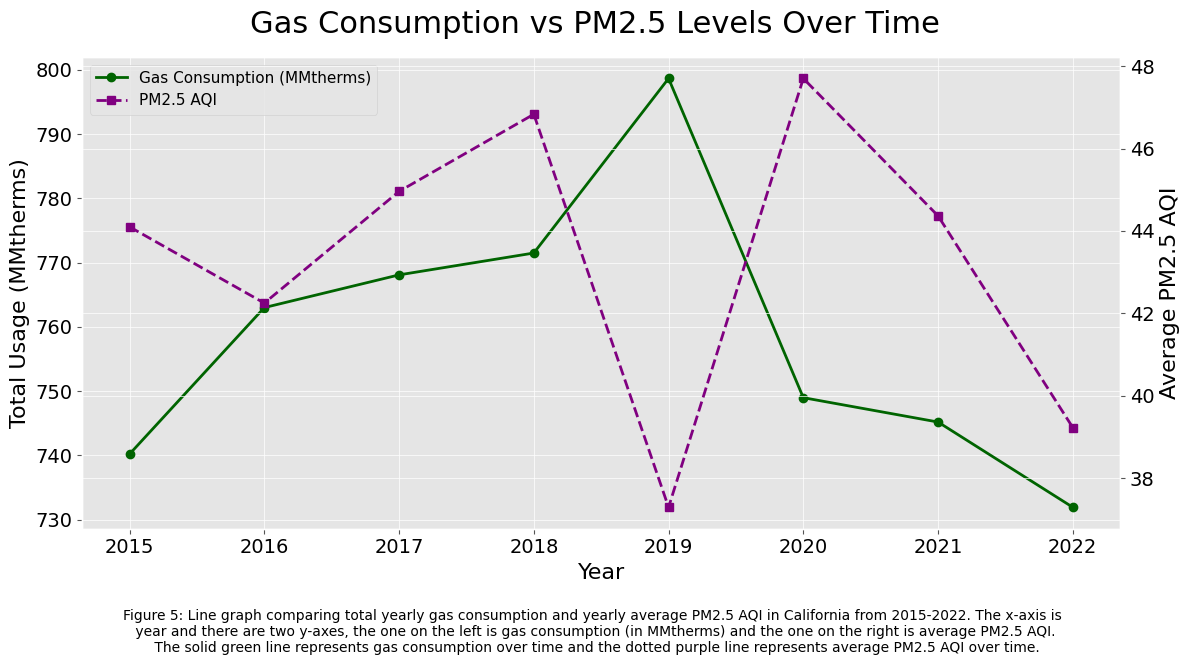 Gas Consumption vs PM2.5 Levels Over Time
Gas Consumption (MMtherms)
PM2.5 AQI
Total Usage (MMtherms)
800
790
780
770
760
750
740
730
48
46
44
42
40
38
Average PM2.5 AQI
2015 2016 2017 2018 2019 2020 2021 2022
Year
Figure 5: Line graph comparing total yearly gas consumption and yearly average PM2.5 AQI in California from 2015-2022. The x-axis is
year and there are two y-axes, the one on the left is gas consumption (in MMtherms) and the one on the right is average PM2.5 AQI.
The solid green line represents gas consumption over time and the dotted purple line represents average PM2.5 AQI over time.